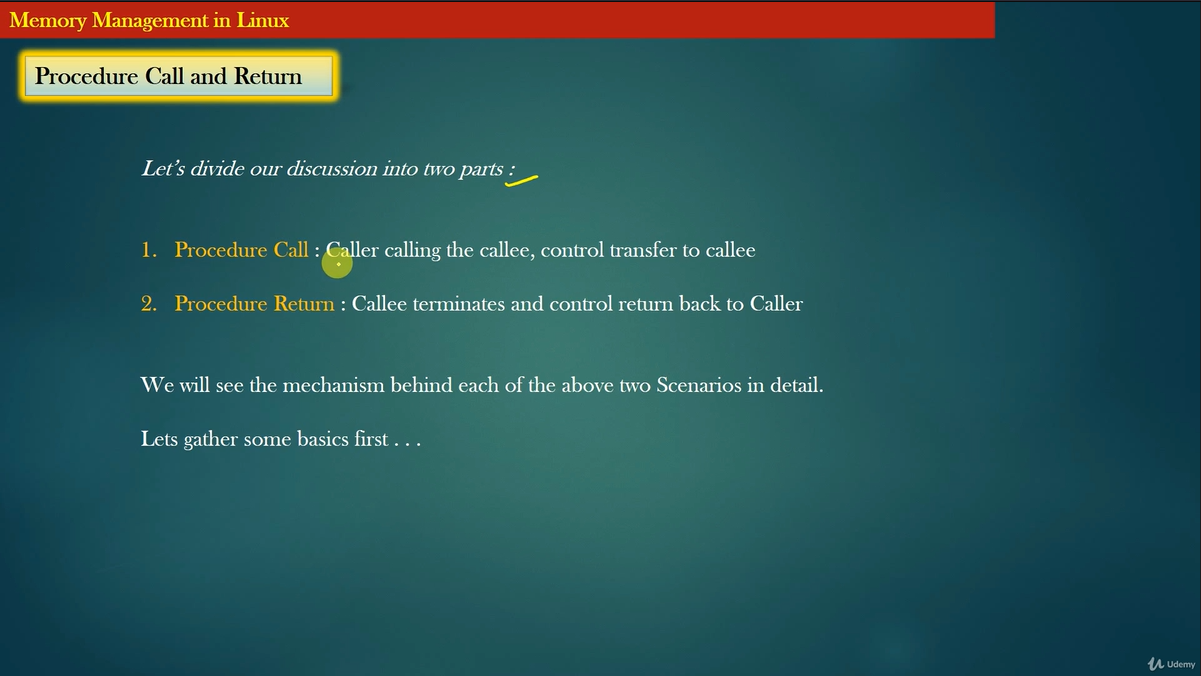 Memory Management in Linux
Procedure Call and Return
Let's divide our discussion into two parts :
1. Procedure Call : Caller calling the callee, control transfer to callee
2. Procedure Return : Callee terminates and control return back to Caller
We will see the mechanism behind each of the above two Scenarios in detail.
Lets gather some basics first . . .
Udemy